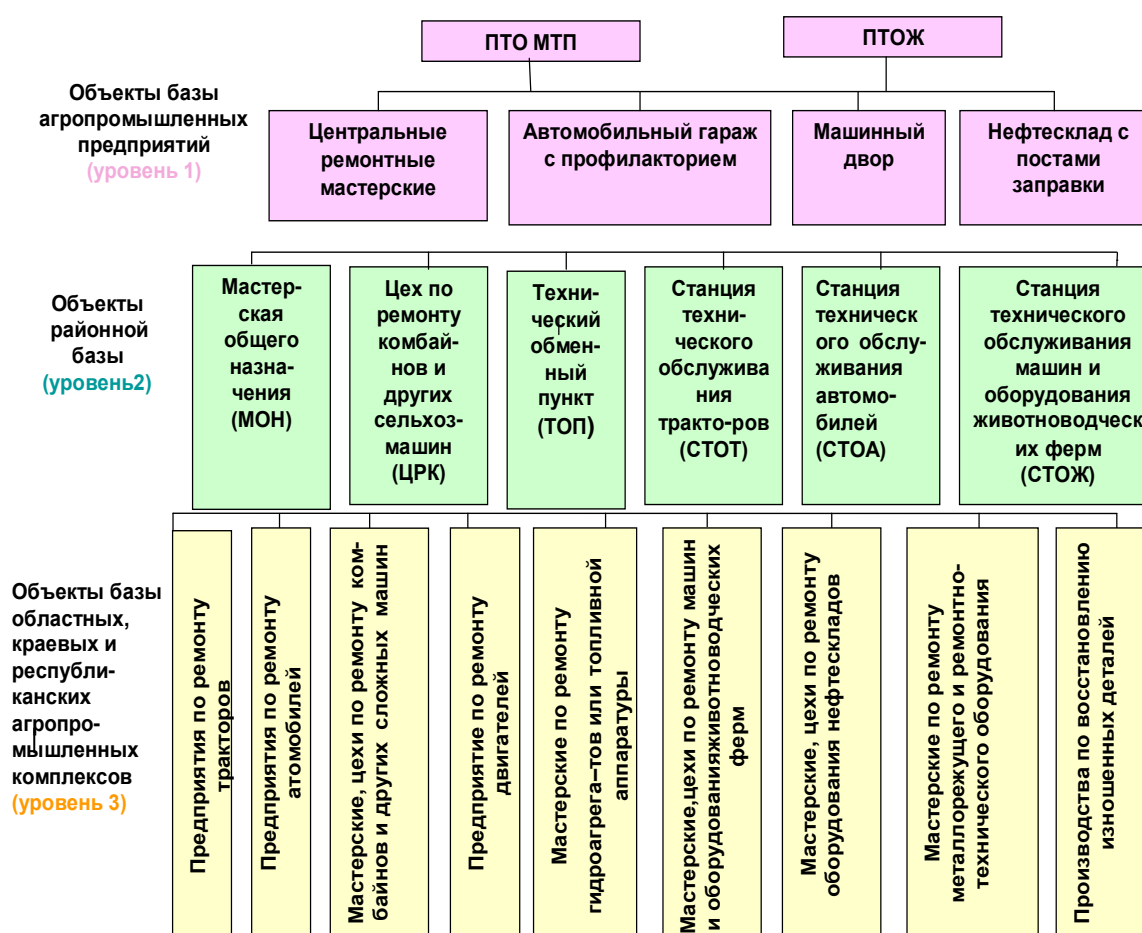 ПТО МТП
ПТОЖ
Объекты базы
агропромышленных
предприятий
(уровень 1)
Центральные
ремонтные
мастерские
Автомобильный гараж
с профилакторием
Машинный
двор
Нефтесклад с
постами
заправки
Объекты
районной
базы
(уровень2)
Мастер-
ская
общего
назна-
чения
(МОН)
Цех по
ремонту
комбай-
нов и
других
сельхоз-
машин
(ЦРК)
Техни-
ческий
обмен-
ный
пункт
(ТОП)
Станция
техни-
ческого
обслужива
ния
тракто-ров
(СТОТ)
Станция
техническ
ого обслу-
живания
автомо-
билей
(СТОА)
Станция
технического
обслуживания
машин и
оборудования
животноводческ
их ферм
(СТОЖ)
Объекты базы
областных,
краевых и
республи-
канских
агропро-
мышленных
комплексов
(уровень 3)
Предприятия по ремонту
тракторов
Предприятия по ремонту
атомобилей
Мастерские, цехи по ремонту ком-
байнов и других сложных машин
Предприятие по ремонту
двигателей
Мастерские по ремонту
гидроагрега–тов или топливной
аппаратуры
Мастерские,цехи по ремонту машин
и оборудованияживотноводческих
ферм
Мастерские, цехи по ремонту
оборудования нефтескладов
Мастерские по ремонту
металлорежущего и ремонтно-
технического оборудования
Производства по восстановлению
изношенных деталей